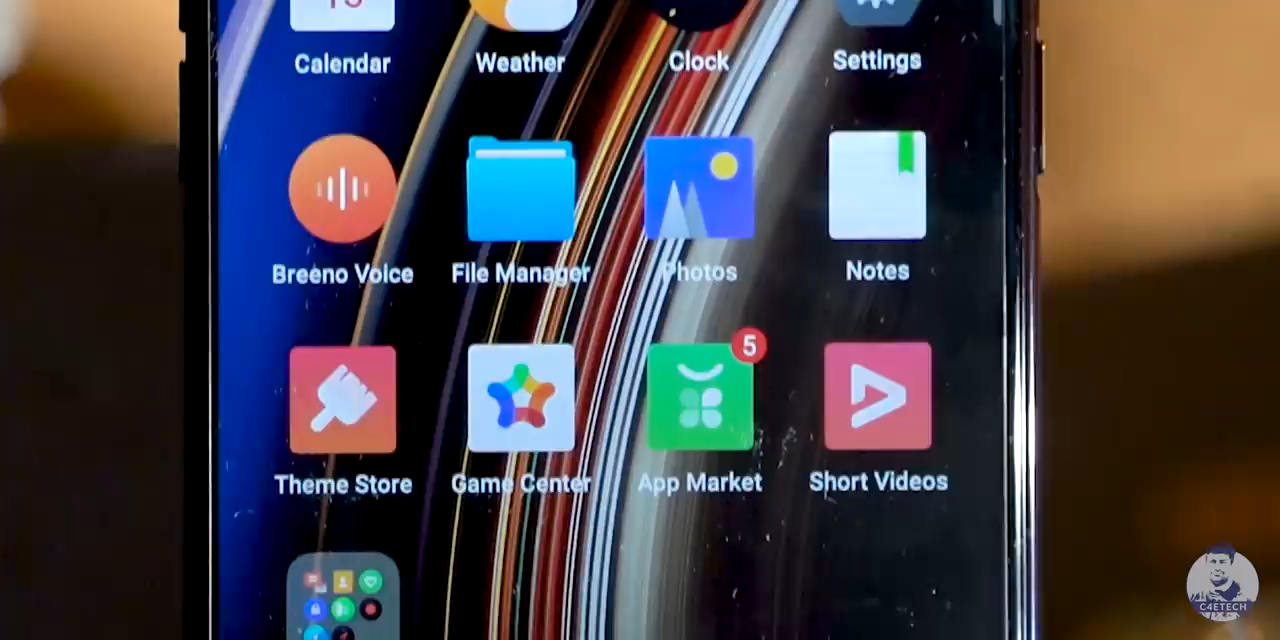 Calendar Weather Clock Settings
Breeno Voice File Manager Photos Notes
5
Theme Store Game Center App Market Short Videos
C4ETECH